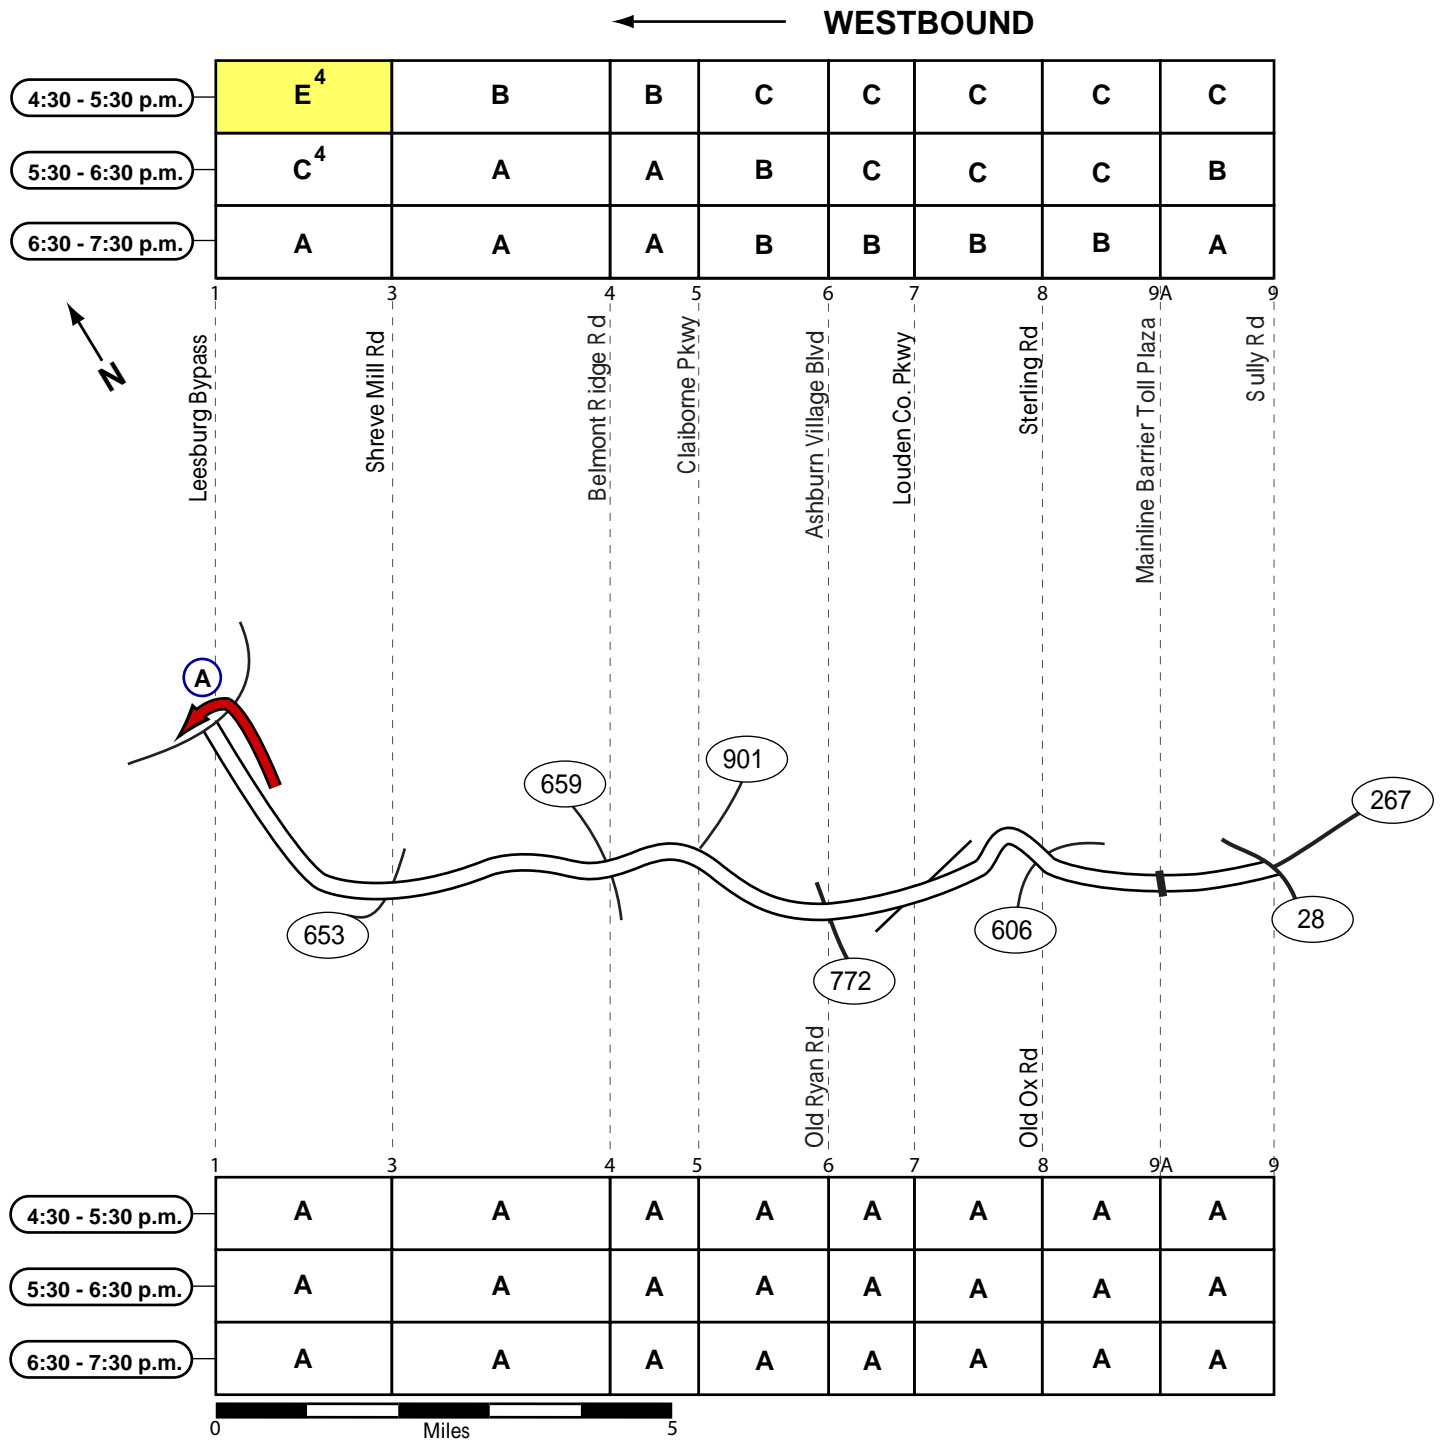 WESTBOUND
4:30 - 5:30 p.m. E 4 B B C C C C C
5:30 - 6:30 p.m. C 4 A A B C C C B
6:30 - 7:30 p.m. A A A B B B B A
1 3 4 5 6 7 8 9A 9
N
Leesburg Bypass
Shreve Mill Rd
Belmont Ridge Rd
Claiborne Pkwy
Ashburn Village Blvd
Louden Co. Pkwy
Sterling Rd
Mainline Barrier Toll Plaza
Sully Rd
A
659
901
267
653
772
606
28
Old Ryan Rd
Old Ox Rd
1 3 4 5 6 7 8 9A 9
4:30 - 5:30 p.m. A A A A A A A A
5:30 - 6:30 p.m. A A A A A A A A
6:30 - 7:30 p.m. A A A A A A A A
0 Miles 5